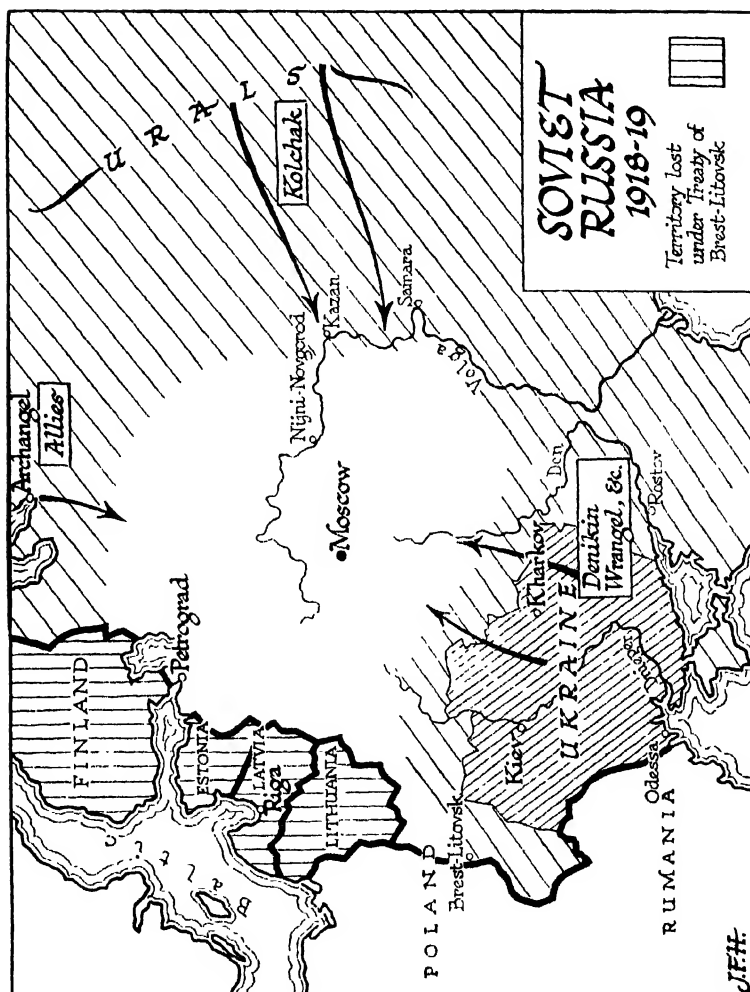 SOVIET
RUSSIA
1918-19
Territory lost
under Treaty of
Brest-Litovsk
URALS
Kolchak
Archangel
Allies
Nijni-Novgorod
Kazan
Samara
Volga
Moscow
Petrograd
FINLAND
ESTONIA
LATVIA
Riga
LITHUANIA
Baltic
POLAND
Brest-Litovsk
Kiev
UKRAINE
Kharkov
Don
Denikin
Wrangel, &c.
Rostov
Dnieper
Odessa
RUMANIA
J.F.H.